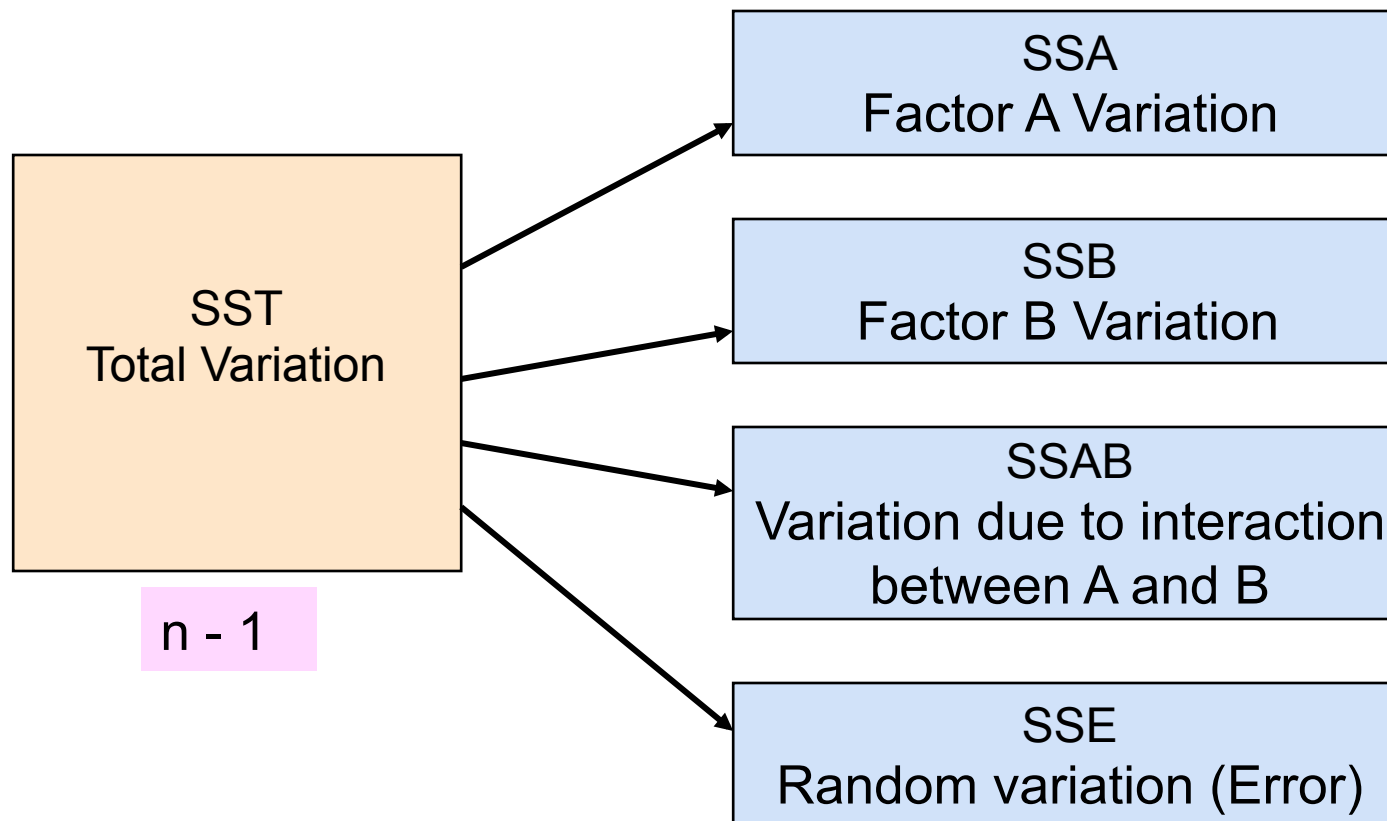 SSA
Factor A Variation
SST
Total Variation
n - 1
SSB
Factor B Variation
SSAB
Variation due to interaction
between A and B
SSE
Random variation (Error)